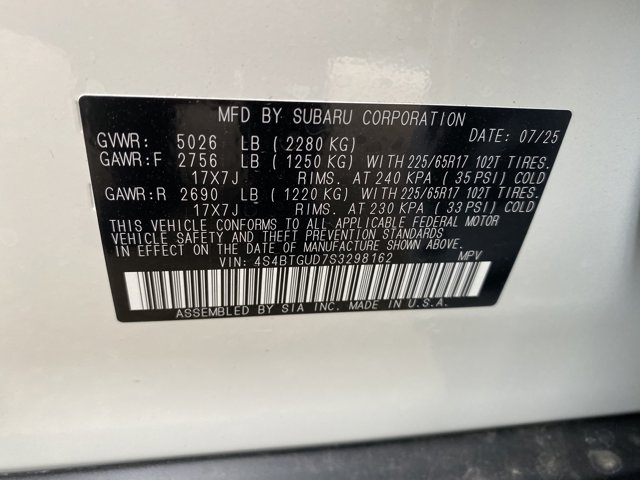 MFD BY SUBARU CORPORATION
DATE: 07/25
GVWR: 5026 LB ( 2280 KG)
GAWR:F 2756 LB ( 1250 KG) WITH 225/65R17 102T TIRES.
17X7J RIMS. AT 240 KPA ( 35 PSI) COLD
GAWR:R 2690 LB ( 1220 KG) WITH 225/65R17 102T TIRES.
17X7J RIMS. AT 230 KPA ( 33 PSI) COLD
THIS VEHICLE CONFORMS TO ALL APPLICABLE FEDERAL MOTOR
VEHICLE SAFETY AND THEFT PREVENTION STANDARDS
IN EFFECT ON THE DATE OF MANUFACTURE SHOWN ABOVE.
VIN: 4S4BTGUD7S3298162 MPV
ASSEMBLED BY SIA INC. MADE IN U.S.A.